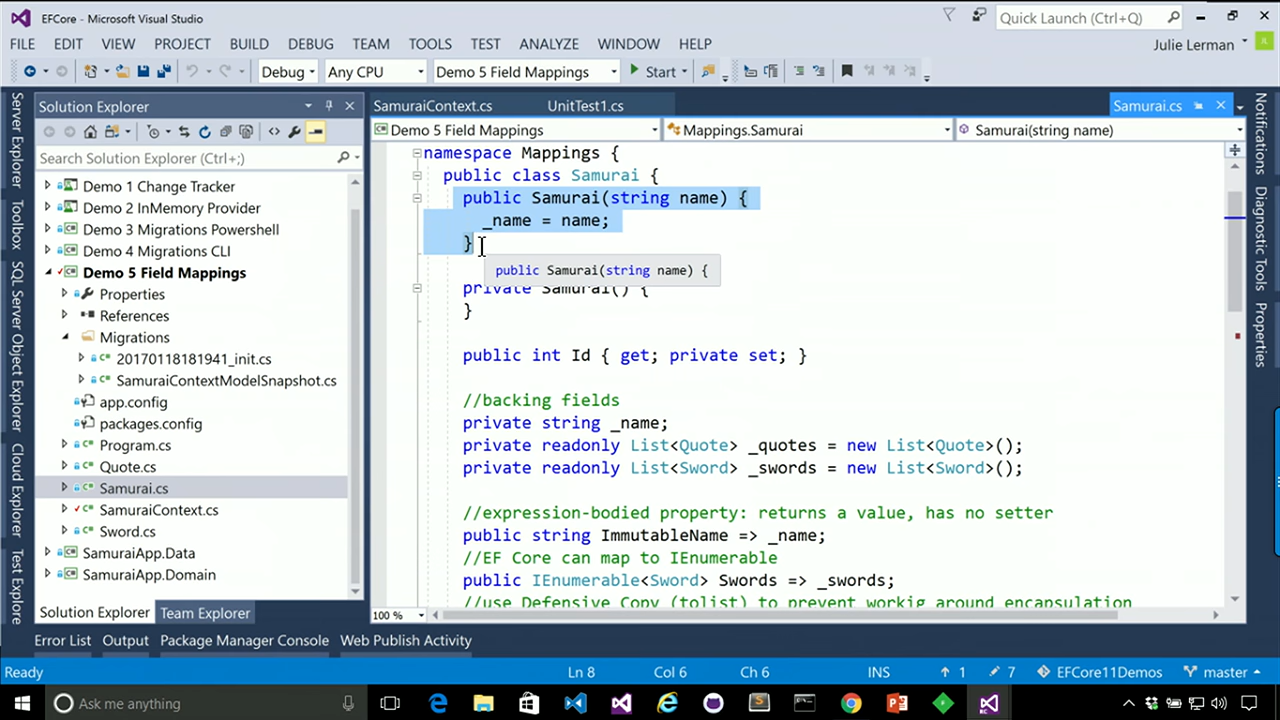 EFCore - Microsoft Visual Studio
Quick Launch (Ctrl+Q)
FILE EDIT VIEW PROJECT BUILD DEBUG TEAM TOOLS TEST ANALYZE WINDOW HELP
Julie Lerman
Debug Any CPU Demo 5 Field Mappings Start
Server Explorer
Toolbox
SQL Server Object Explorer
Cloud Explorer
Test Explorer
Solution Explorer
Search Solution Explorer (Ctrl+;)
Demo 1 Change Tracker
Demo 2 InMemory Provider
Demo 3 Migrations Powershell
Demo 4 Migrations CLI
Demo 5 Field Mappings
Properties
References
Migrations
20170118181941_init.cs
SamuraiContextModelSnapshot.cs
app.config
packages.config
Program.cs
Quote.cs
Samurai.cs
SamuraiContext.cs
Sword.cs
SamuraiApp.Data
SamuraiApp.Domain
Solution Explorer Team Explorer
SamuraiContext.cs UnitTest1.cs Samurai.cs
Demo 5 Field Mappings Mappings.Samurai Samurai(string name)
namespace Mappings {
public class Samurai {
public Samurai(string name) {
_name = name;
}
public Samurai(string name) {
private Samurai() {
}
public int Id { get; private set; }
//backing fields
private string _name;
private readonly List<Quote> _quotes = new List<Quote>();
private readonly List<Sword> _swords = new List<Sword>();
//expression-bodied property: returns a value, has no setter
public string ImmutableName => _name;
//EF Core can map to IEnumerable
public IEnumerable<Sword> Swords => _swords;
//use Defensive Copy (tolist) to prevent workig around encapsulation
100 %
Notifications
Diagnostic Tools
Properties
Error List Output Package Manager Console Web Publish Activity
Ready Ln 8 Col 6 Ch 6 INS 1 7 EFCore11Demos master
Ask me anything